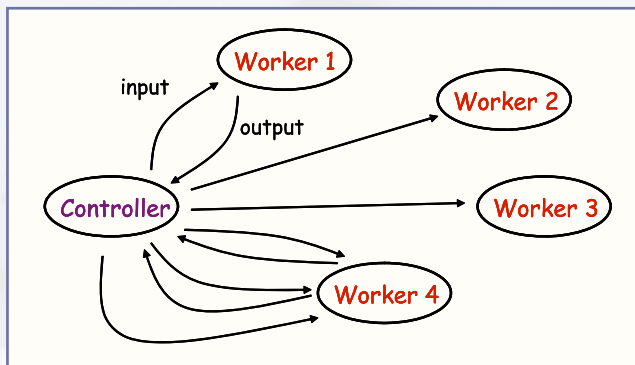 Worker 1
input
Worker 2
output
Controller
Worker 3
Worker 4